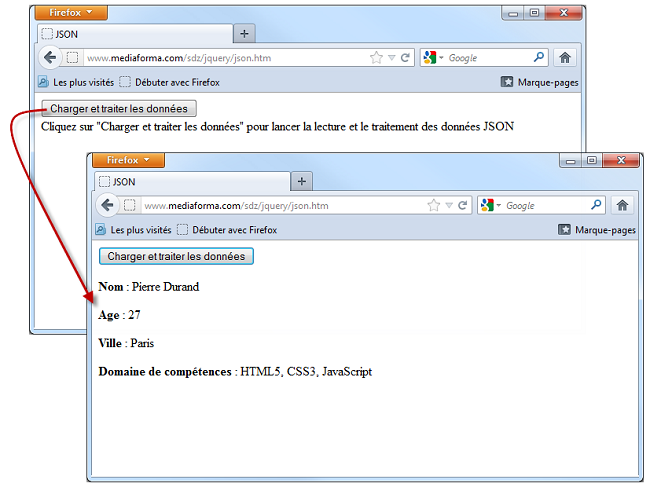 Firefox
JSON
www.mediaforma.com/sdz/jquery/json.htm
Google
Les plus visités
Débuter avec Firefox
Marque-pages
Charger et traiter les données
Cliquez sur "Charger et traiter les données" pour lancer la lecture et le traitement des données JSON
Firefox
JSON
www.mediaforma.com/sdz/jquery/json.htm
Google
Les plus visités
Débuter avec Firefox
Marque-pages
Charger et traiter les données
Nom : Pierre Durand
Age : 27
Ville : Paris
Domaine de compétences : HTML5, CSS3, JavaScript